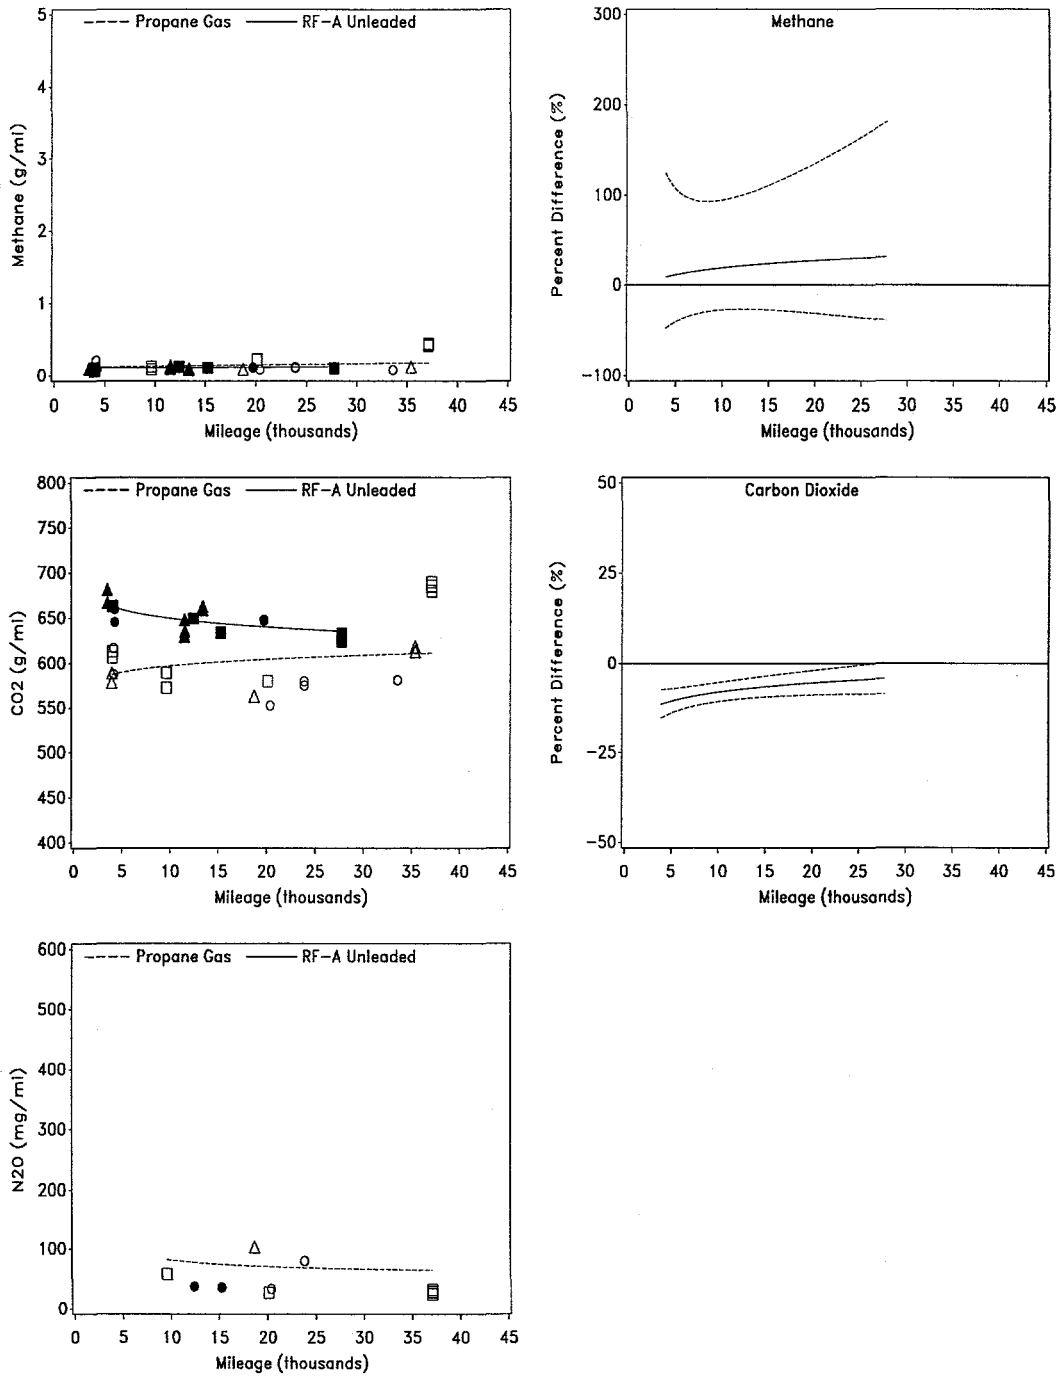 Propane Gas RF-A Unleaded
5
4
3
2
1
0
Methane (g/mi)
0 5 10 15 20 25 30 35 40 45
Mileage (thousands)
Methane
300
200
100
0
-100
Percent Difference (%)
0 5 10 15 20 25 30 35 40 45
Mileage (thousands)
Propane Gas RF-A Unleaded
800
750
700
650
600
550
500
450
400
CO2 (g/mi)
0 5 10 15 20 25 30 35 40 45
Mileage (thousands)
Carbon Dioxide
50
25
0
-25
-50
Percent Difference (%)
0 5 10 15 20 25 30 35 40 45
Mileage (thousands)
Propane Gas RF-A Unleaded
600
500
400
300
200
100
0
N2O (mg/mi)
0 5 10 15 20 25 30 35 40 45
Mileage (thousands)